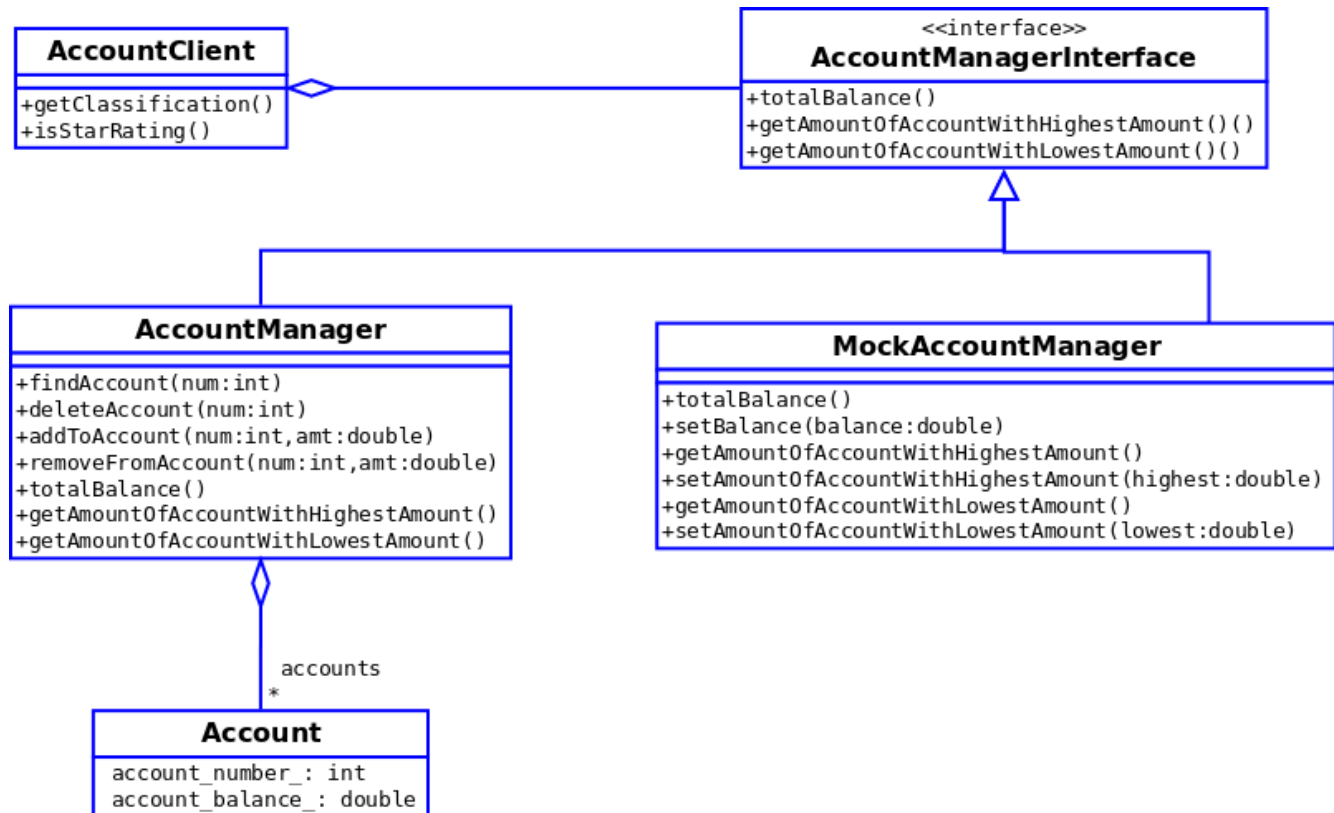 AccountClient
+getClassification()
+isStarRating()
<<interface>>
AccountManagerInterface
+totalBalance()
+getAmountOfAccountWithHighestAmount()()
+getAmountOfAccountWithLowestAmount()()
AccountManager
+findAccount(num:int)
+deleteAccount(num:int)
+addToAccount(num:int,amt:double)
+removeFromAccount(num:int,amt:double)
+totalBalance()
+getAmountOfAccountWithHighestAmount()
+getAmountOfAccountWithLowestAmount()
MockAccountManager
+totalBalance()
+setBalance(balance:double)
+getAmountOfAccountWithHighestAmount()
+setAmountOfAccountWithHighestAmount(highest:double)
+getAmountOfAccountWithLowestAmount()
+setAmountOfAccountWithLowestAmount(lowest:double)
accounts
*
Account
account_number_: int
account_balance_: double